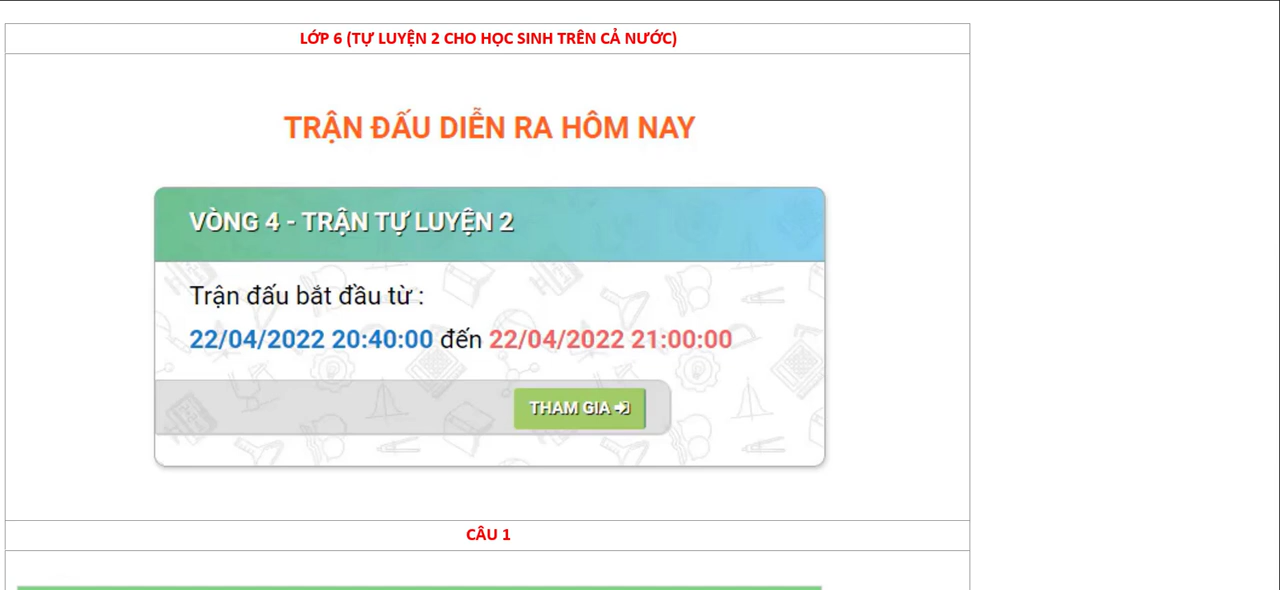 LỚP 6 (TỰ LUYỆN 2 CHO HỌC SINH TRÊN CẢ NƯỚC)
TRẬN ĐẤU DIỄN RA HÔM NAY
VÒNG 4 - TRẬN TỰ LUYỆN 2
Trận đấu bắt đầu từ :
22/04/2022 20:40:00 đến 22/04/2022 21:00:00
THAM GIA
CÂU 1